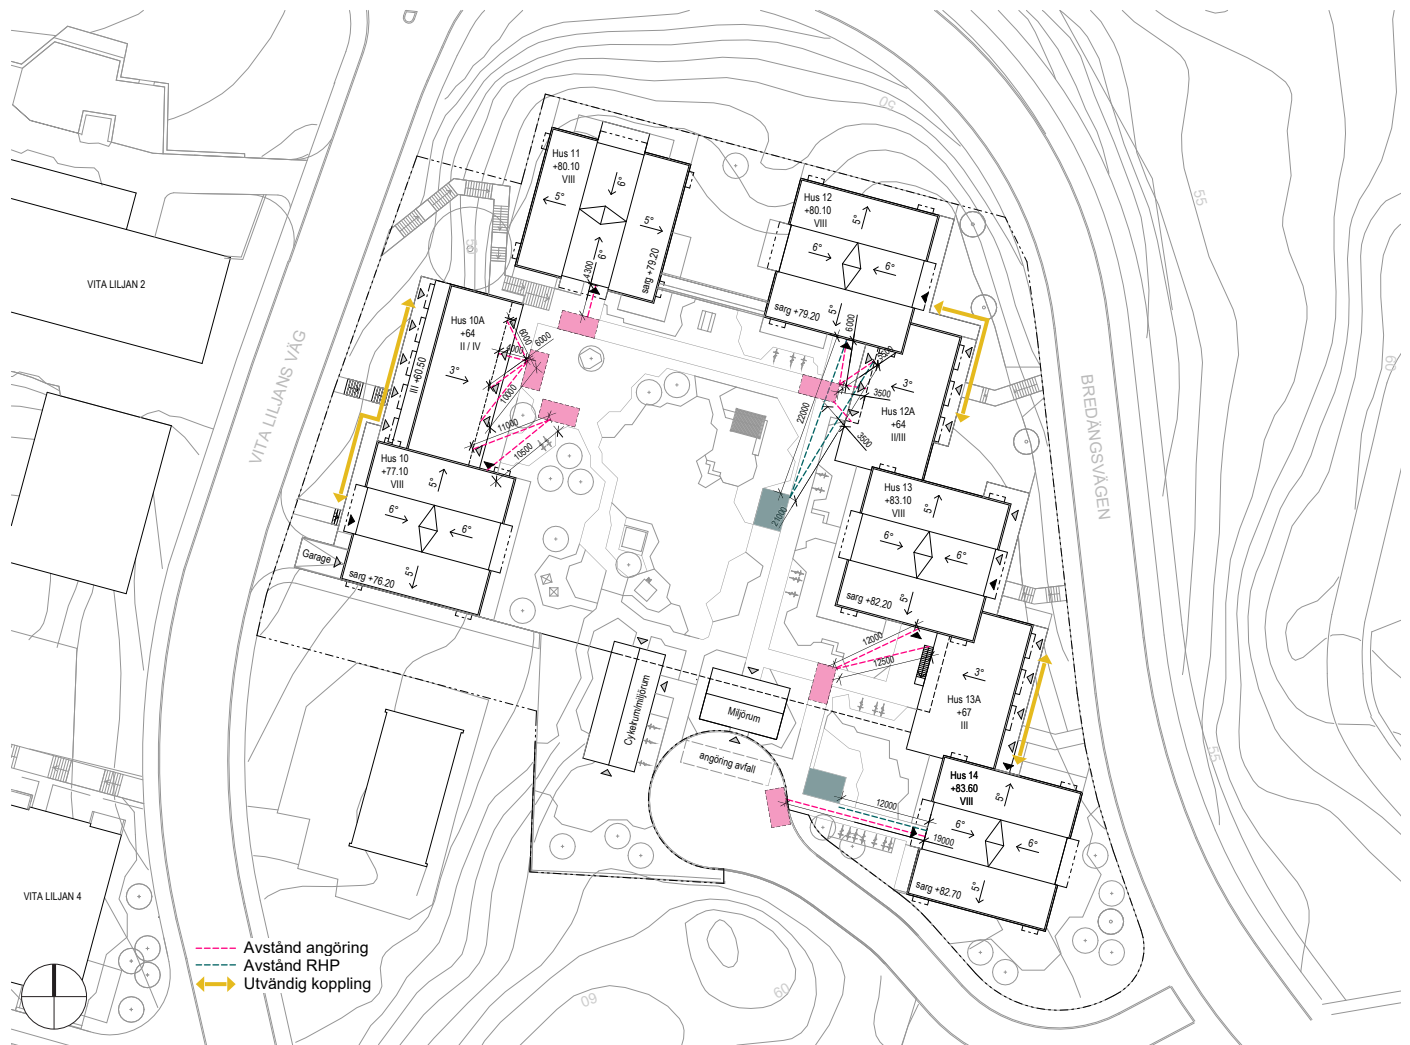 50
55
Hus 11
+80.10
VIII
5°
6°
5°
6°
4300
sarg +79.20
Hus 12
+80.10
VIII
5°
6°
6°
sarg +79.20
5°
6000
VITA LILJAN 2
VITA LILJANS VÄG
Hus 10A
+64
II / IV
III +60.50
3°
6000
4000
6000
10000
11000
10500
3500
3500
22000
21000
3°
Hus 12A
+64
II/III
BREDÄNGSVÄGEN
Hus 10
+77.10
VIII
5°
6°
6°
5°
sarg +76.20
Garage
Hus 13
+83.10
VIII
5°
6°
6°
sarg +82.20
5°
12000
12500
3°
Hus 13A
+67
III
Cykelrum/miljörum
Miljörum
angöring avfall
Hus 14
+83.60
VIII
5°
6°
6°
12000
19000
sarg +82.70
5°
55
VITA LILJAN 4
60
60
Avstånd angöring
Avstånd RHP
Utvändig koppling